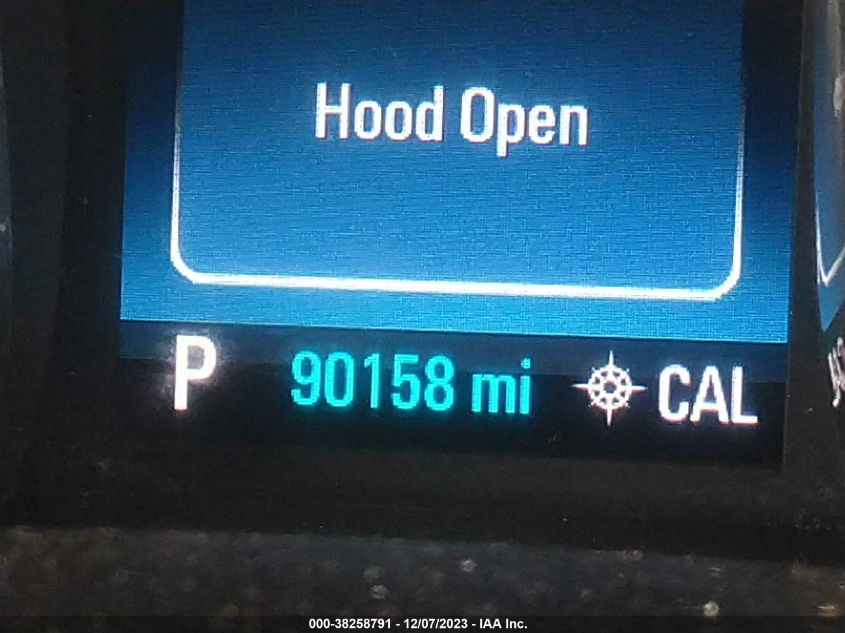 Hood Open
P 90158 mi CAL
000-38258791 - 12/07/2023 - IAA Inc.